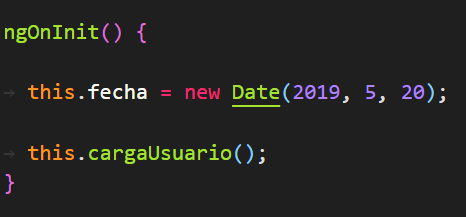 ngOnInit() {
this.fecha = new Date(2019, 5, 20);
this.cargaUsuario();
}